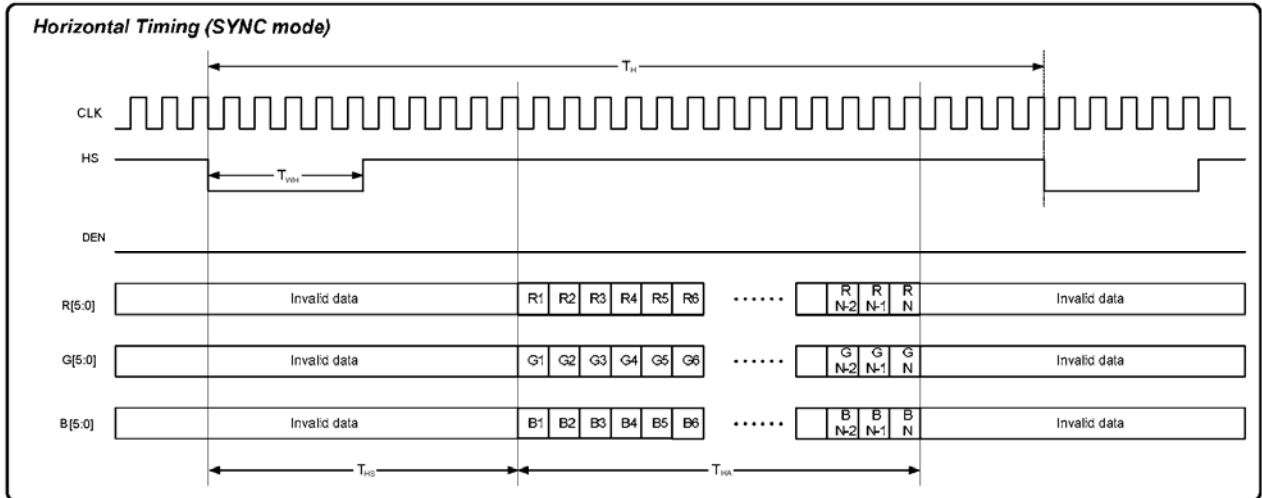 Horizontal Timing (SYNC mode)
TH
CLK
HS
TWH
DEN
R[5:0] Invalid data R1 R2 R3 R4 R5 R6 ······ R N-2 R N-1 R N Invalid data
G[5:0] Invalid data G1 G2 G3 G4 G5 G6 ······ G N-2 G N-1 G N Invalid data
B[5:0] Invalid data B1 B2 B3 B4 B5 B6 ······ B N-2 B N-1 B N Invalid data
THS THA